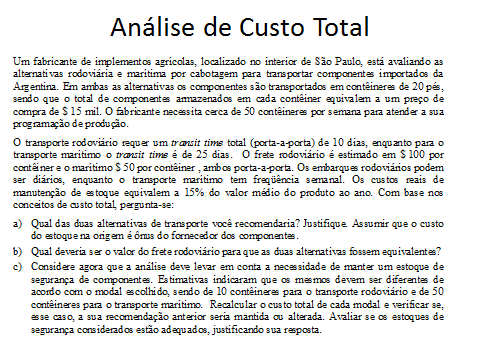 Análise de Custo Total
Um fabricante de implementos agrícolas, localizado no interior de São Paulo, está avaliando as
alternativas rodoviária e marítima por cabotagem para transportar componentes importados da
Argentina. Em ambas as alternativas os componentes são transportados em contêineres de 20 pés,
sendo que o total de componentes armazenados em cada contêiner equivalem a um preço de
compra de $ 15 mil. O fabricante necessita cerca de 50 contêineres por semana para atender a sua
programação de produção.
O transporte rodoviário requer um transit time total (porta-a-porta) de 10 dias, enquanto para o
transporte marítimo o transit time é de 25 dias. O frete rodoviário é estimado em $ 100 por
contêiner e o marítimo $ 50 por contêiner , ambos porta-a-porta. Os embarques rodoviários podem
ser diários, enquanto o transporte marítimo tem freqüência semanal. Os custos reais de
manutenção de estoque equivalem a 15% do valor médio do produto ao ano. Com base nos
conceitos de custo total, pergunta-se:
a) Qual das duas alternativas de transporte você recomendaria? Justifique. Assumir que o custo
do estoque na origem é ônus do fornecedor dos componentes.
b) Qual deveria ser o valor do frete rodoviário para que as duas alternativas fossem equivalentes?
c) Considere agora que a análise deve levar em conta a necessidade de manter um estoque de
segurança de componentes. Estimativas indicaram que os mesmos devem ser diferentes de
acordo com o modal escolhido, sendo de 10 contêineres para o transporte rodoviário e de 50
contêineres para o transporte marítimo. Recalcular o custo total de cada modal e verificar se,
esse caso, a sua recomendação anterior seria mantida ou alterada. Avaliar se os estoques de
segurança considerados estão adequados, justificando sua resposta.